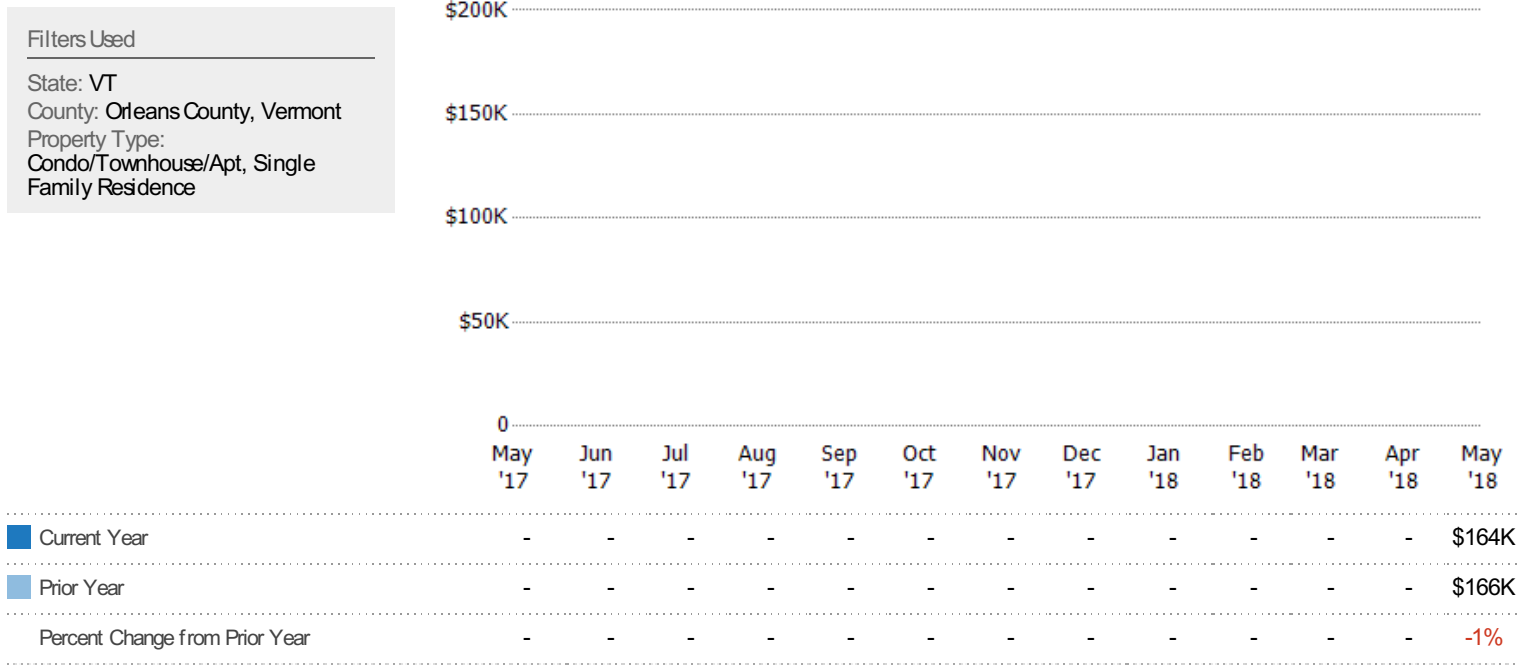 Filters Used
State: VT
County: Orleans County, Vermont
Property Type:
Condo/Townhouse/Apt, Single
Family Residence
$200K
$150K
$100K
$50K
0
May Jun Jul Aug Sep Oct Nov Dec Jan Feb Mar Apr May
'17 '17 '17 '17 '17 '17 '17 '17 '18 '18 '18 '18 '18
Current Year - - - - - - - - - - - - $164K
Prior Year - - - - - - - - - - - - $166K
Percent Change from Prior Year - - - - - - - - - - - - -1%